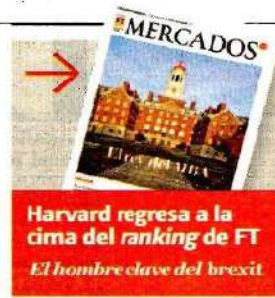 MERCADOS
Harvard regresa a la
cima del ranking de FT
El hombre clave del brexit